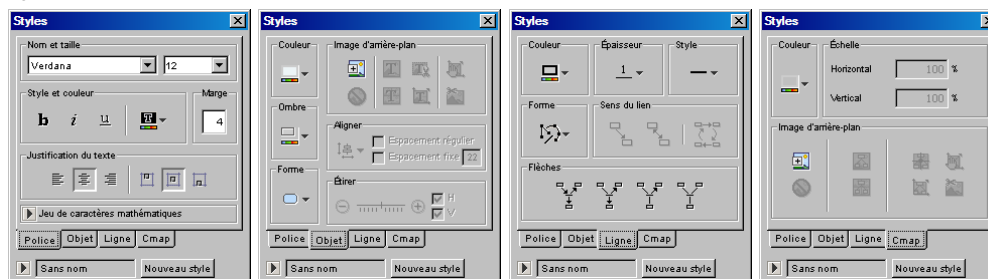 Styles
Nom et taille
Verdana
12
Style et couleur
Marge
b i u T
4
Justification du texte
Jeu de caractères mathématiques
Police Objet Ligne Cmap
Sans nom Nouveau style
Styles
Couleur
Image d'arrière-plan
Ombre
Aligner
Espacement régulier
Espacement fixe 22
Forme
Étirer
H
V
Police Objet Ligne Cmap
Sans nom Nouveau style
Styles
Couleur Épaisseur Style
1
Forme Sens du lien
Flèches
Police Objet Ligne Cmap
Sans nom Nouveau style
Styles
Couleur Échelle
Horizontal 100 %
Vertical 100 %
Image d'arrière-plan
Police Objet Ligne Cmap
Sans nom Nouveau style